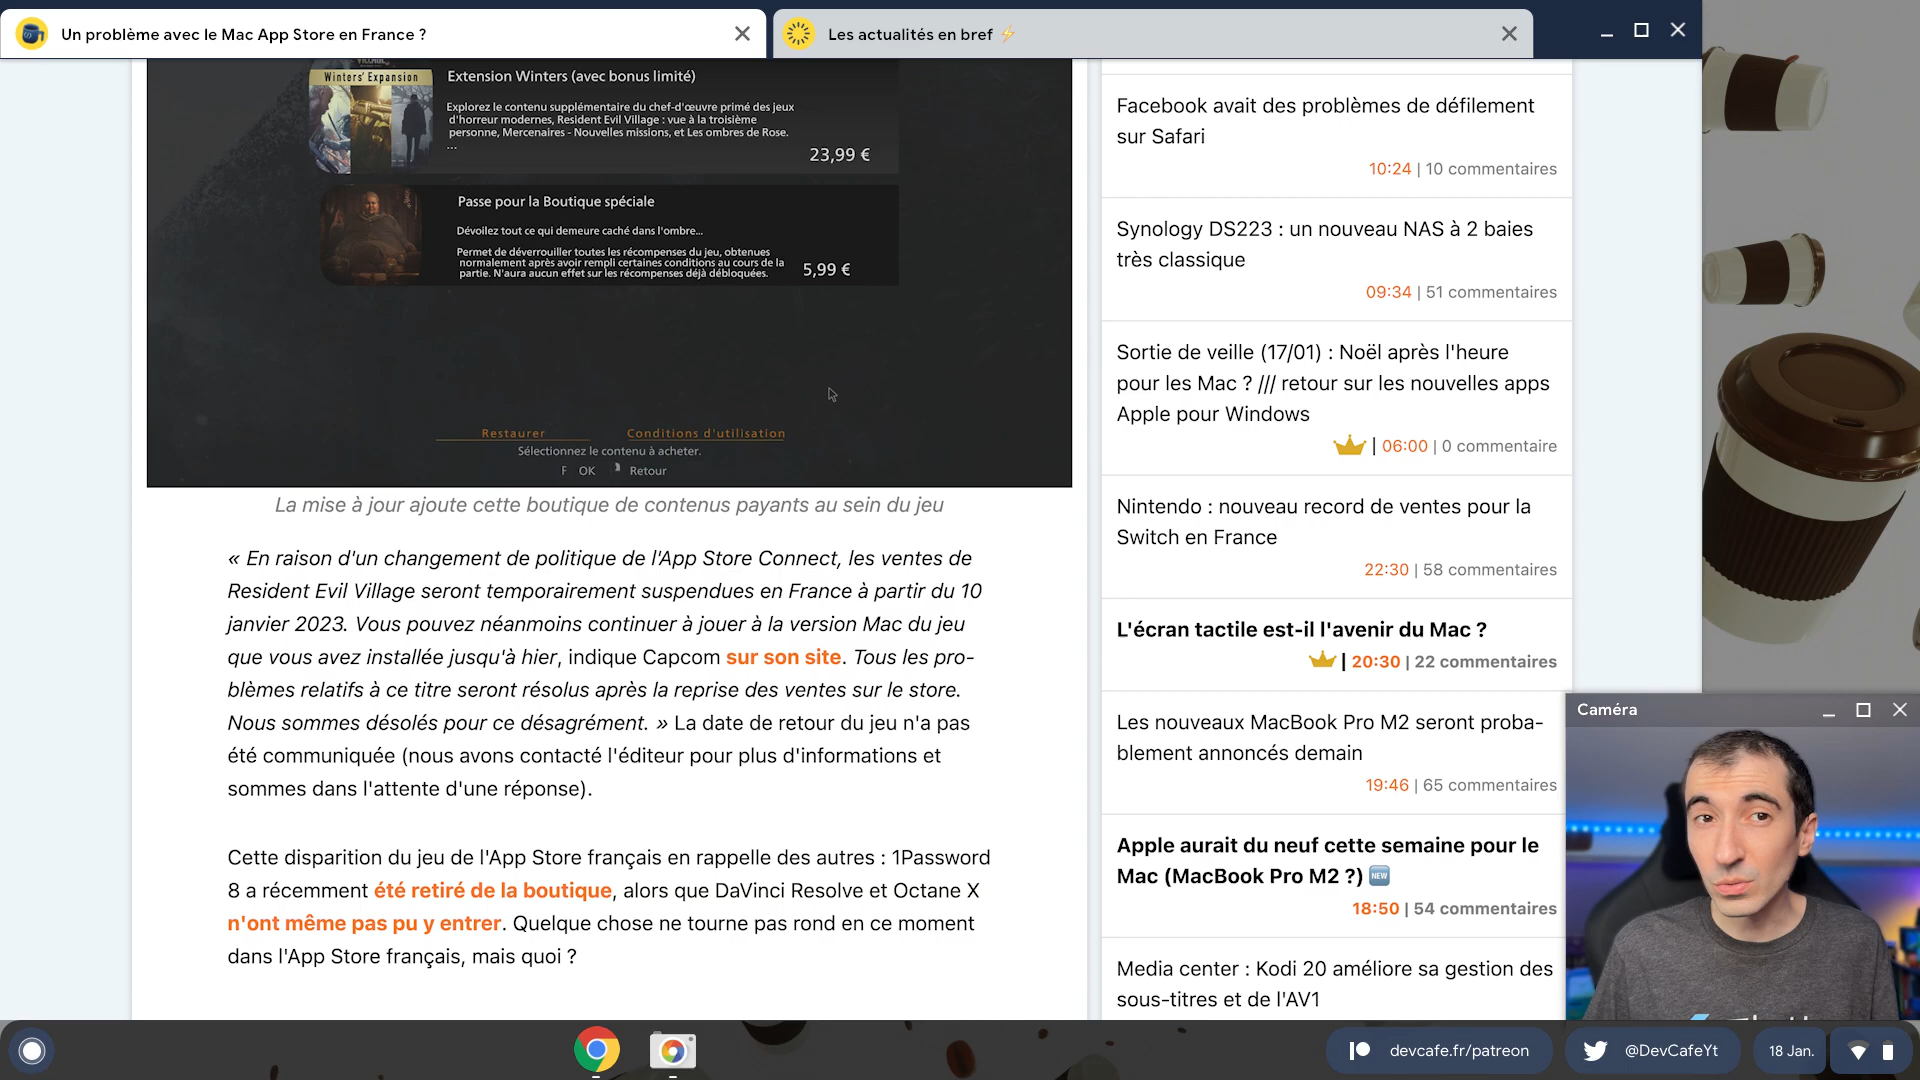 Un problème avec le Mac App Store en France ?
Les actualités en bref ⚡
Winters' Expansion
Extension Winters (avec bonus limité)
Explorez le contenu supplémentaire du chef-d'œuvre primé des jeux
d'horreur modernes, Resident Evil Village : vue à la troisième
personne, Mercenaires - Nouvelles missions, et Les ombres de Rose.
...
23,99 €
Passe pour la Boutique spéciale
Dévoilez tout ce qui demeure caché dans l'ombre...
Permet de déverrouiller toutes les récompenses du jeu, obtenues
normalement après avoir rempli certaines conditions au cours de la
partie. N'aura aucun effet sur les récompenses déjà débloquées.
5,99 €
Restaurer
Conditions d'utilisation
Sélectionnez le contenu à acheter.
F OK
Retour
La mise à jour ajoute cette boutique de contenus payants au sein du jeu
« En raison d'un changement de politique de l'App Store Connect, les ventes de
Resident Evil Village seront temporairement suspendues en France à partir du 10
janvier 2023. Vous pouvez néanmoins continuer à jouer à la version Mac du jeu
que vous avez installée jusqu'à hier, indique Capcom sur son site. Tous les pro-
blèmes relatifs à ce titre seront résolus après la reprise des ventes sur le store.
Nous sommes désolés pour ce désagrément. » La date de retour du jeu n'a pas
été communiquée (nous avons contacté l'éditeur pour plus d'informations et
sommes dans l'attente d'une réponse).
Cette disparition du jeu de l'App Store français en rappelle des autres : 1Password
8 a récemment été retiré de la boutique, alors que DaVinci Resolve et Octane X
n'ont même pas pu y entrer. Quelque chose ne tourne pas rond en ce moment
dans l'App Store français, mais quoi ?
Facebook avait des problèmes de défilement
sur Safari
10:24 | 10 commentaires
Synology DS223 : un nouveau NAS à 2 baies
très classique
09:34 | 51 commentaires
Sortie de veille (17/01) : Noël après l'heure
pour les Mac ? /// retour sur les nouvelles apps
Apple pour Windows
| 06:00 | 0 commentaire
Nintendo : nouveau record de ventes pour la
Switch en France
22:30 | 58 commentaires
L'écran tactile est-il l'avenir du Mac ?
| 20:30 | 22 commentaires
Les nouveaux MacBook Pro M2 seront proba-
blement annoncés demain
19:46 | 65 commentaires
Apple aurait du neuf cette semaine pour le
Mac (MacBook Pro M2 ?) 🆕
18:50 | 54 commentaires
Media center : Kodi 20 améliore sa gestion des
sous-titres et de l'AV1
Caméra
devcafe.fr/patreon
@DevCafeYt
18 Jan.